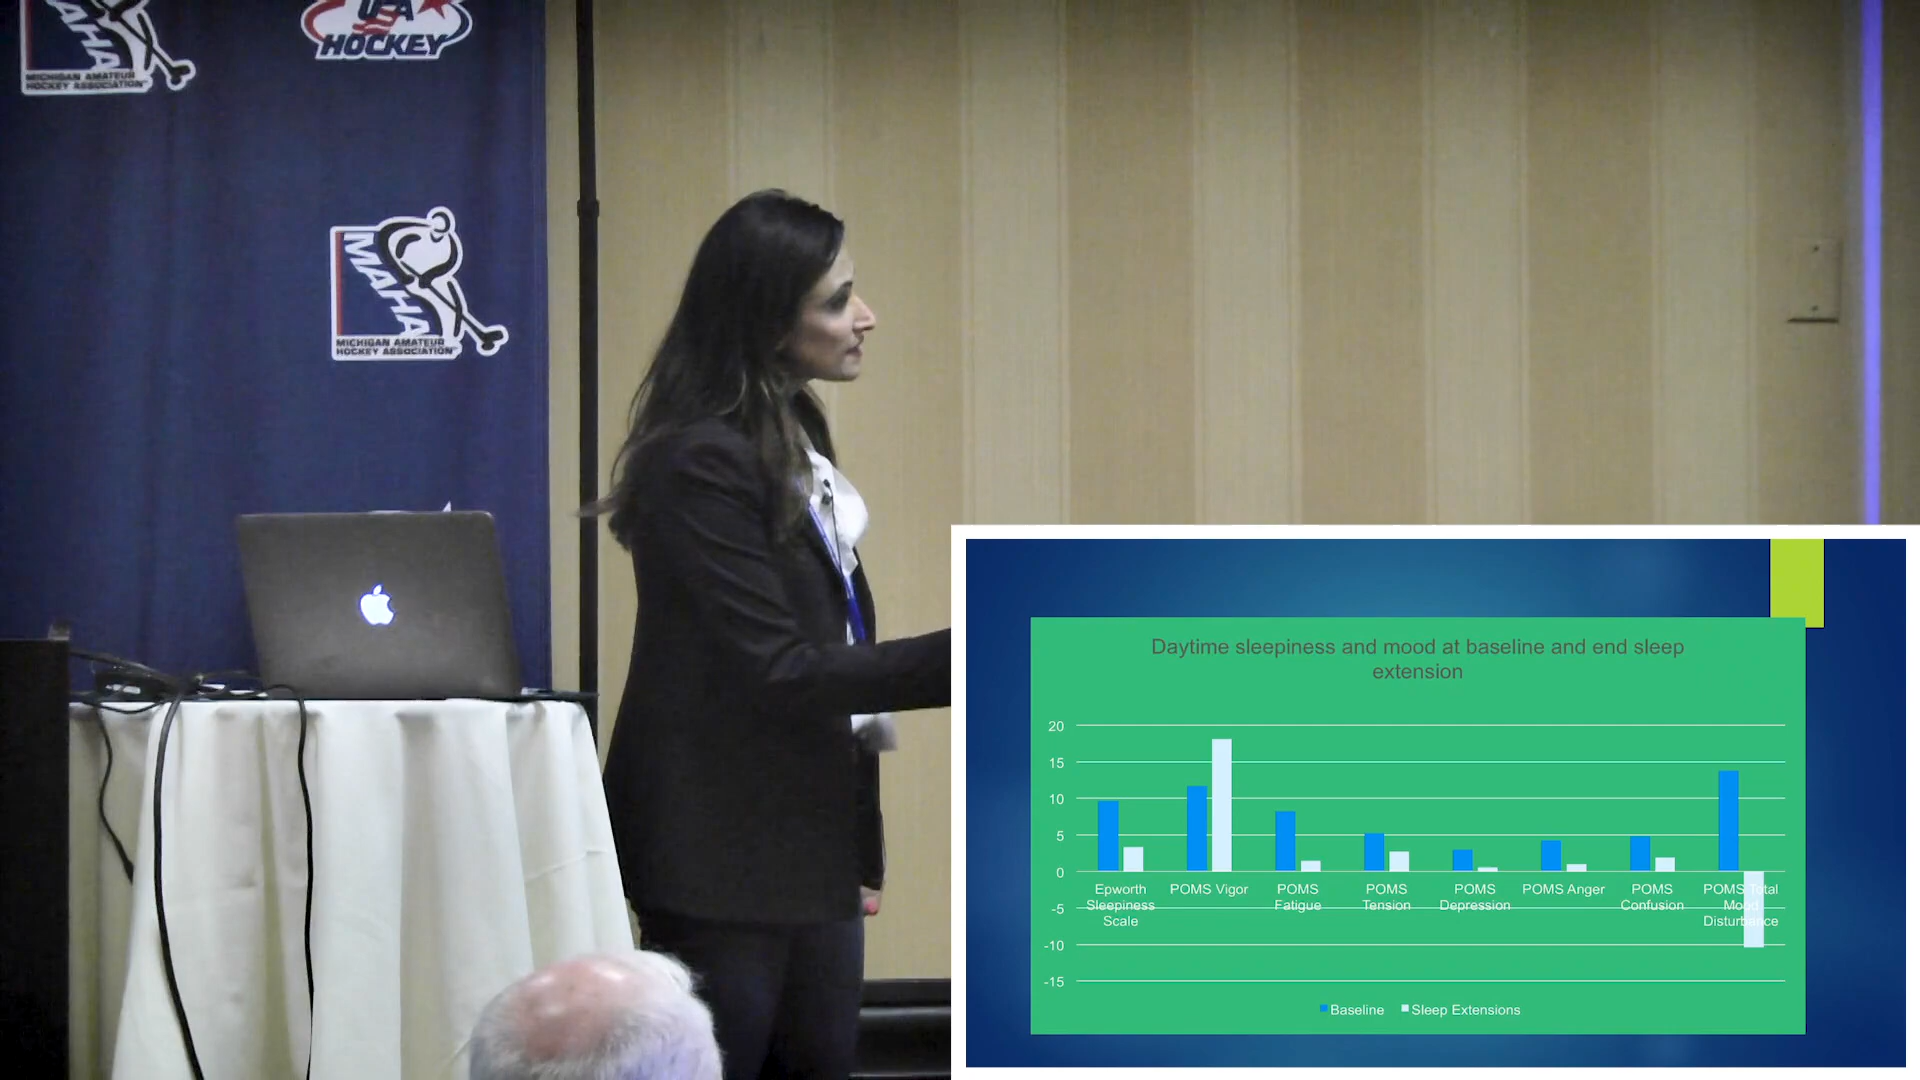 MAHA
MICHIGAN AMATEUR
HOCKEY ASSOCIATION
USA
HOCKEY
MAHA
MICHIGAN AMATEUR
HOCKEY ASSOCIATION
Daytime sleepiness and mood at baseline and end sleep
extension
20
15
10
5
0
-5
-10
-15
Epworth
Sleepiness
Scale
POMS Vigor
POMS
Fatigue
POMS
Tension
POMS
Depression
POMS Anger
POMS
Confusion
POMS Total
Mood
Disturbance
Baseline
Sleep Extensions